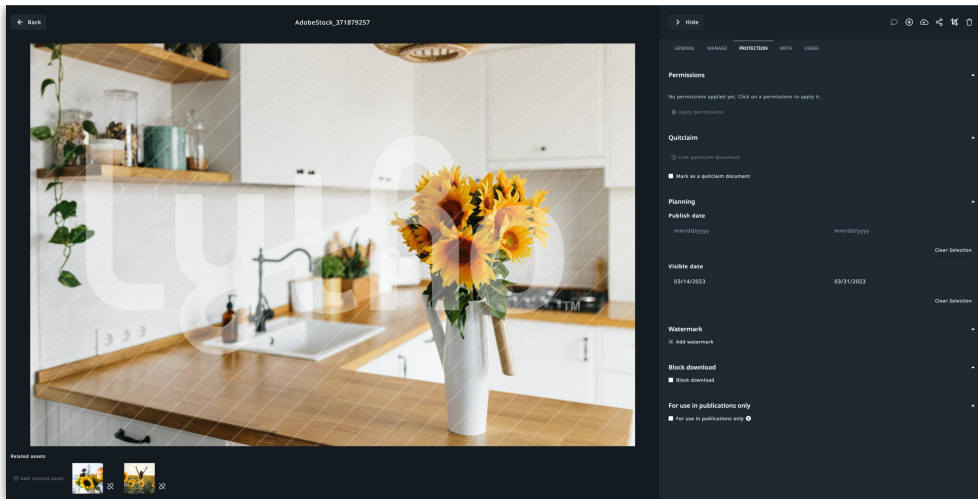 Back
AdobeStock_371879257
Hide
GENERAL MANAGE PROTECTION META USAGE
Permissions
No permissions applied yet. Click on a permissions to apply it.
Apply permissions
Quitclaim
Link quitclaim document
Mark as a quitclaim document
Planning
Publish date
mm/dd/yyyy mm/dd/yyyy
Clear Selection
Visible date
03/14/2023 03/31/2023
Clear Selection
Watermark
Add watermark
Block download
Block download
For use in publications only
For use in publications only
lytho™
Related assets
Add related asset